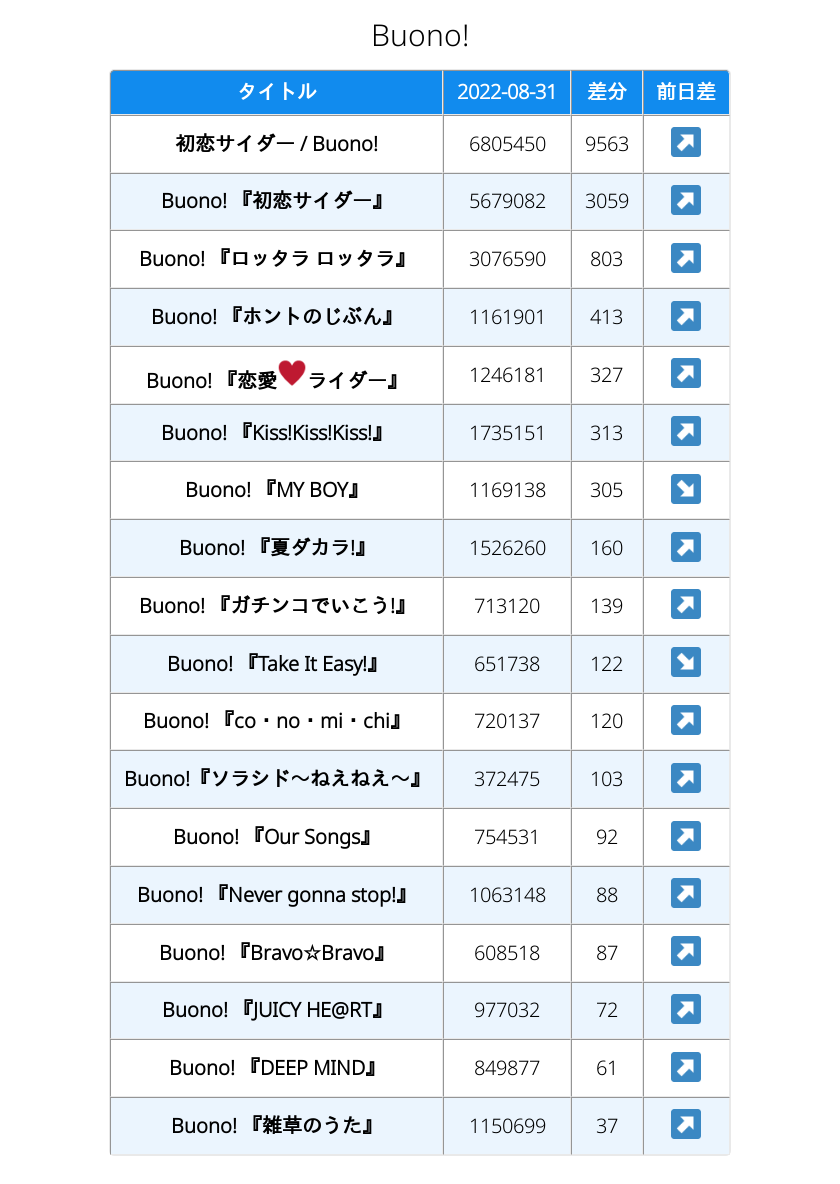 Buono!
タイトル 2022-08-31 差分 前日差
初恋サイダー / Buono! 6805450 9563 ↗
Buono! 『初恋サイダー』 5679082 3059 ↗
Buono! 『ロッタラ ロッタラ』 3076590 803 ↗
Buono! 『ホントのじぶん』 1161901 413 ↗
Buono! 『恋愛♥ライダー』 1246181 327 ↗
Buono! 『Kiss!Kiss!Kiss!』 1735151 313 ↗
Buono! 『MY BOY』 1169138 305 ↘
Buono! 『夏ダカラ!』 1526260 160 ↗
Buono! 『ガチンコでいこう!』 713120 139 ↗
Buono! 『Take It Easy!』 651738 122 ↘
Buono! 『co・no・mi・chi』 720137 120 ↗
Buono!『ソラシド〜ねえねえ〜』 372475 103 ↗
Buono! 『Our Songs』 754531 92 ↗
Buono! 『Never gonna stop!』 1063148 88 ↗
Buono! 『Bravo☆Bravo』 608518 87 ↗
Buono! 『JUICY HE@RT』 977032 72 ↗
Buono! 『DEEP MIND』 849877 61 ↗
Buono! 『雑草のうた』 1150699 37 ↗